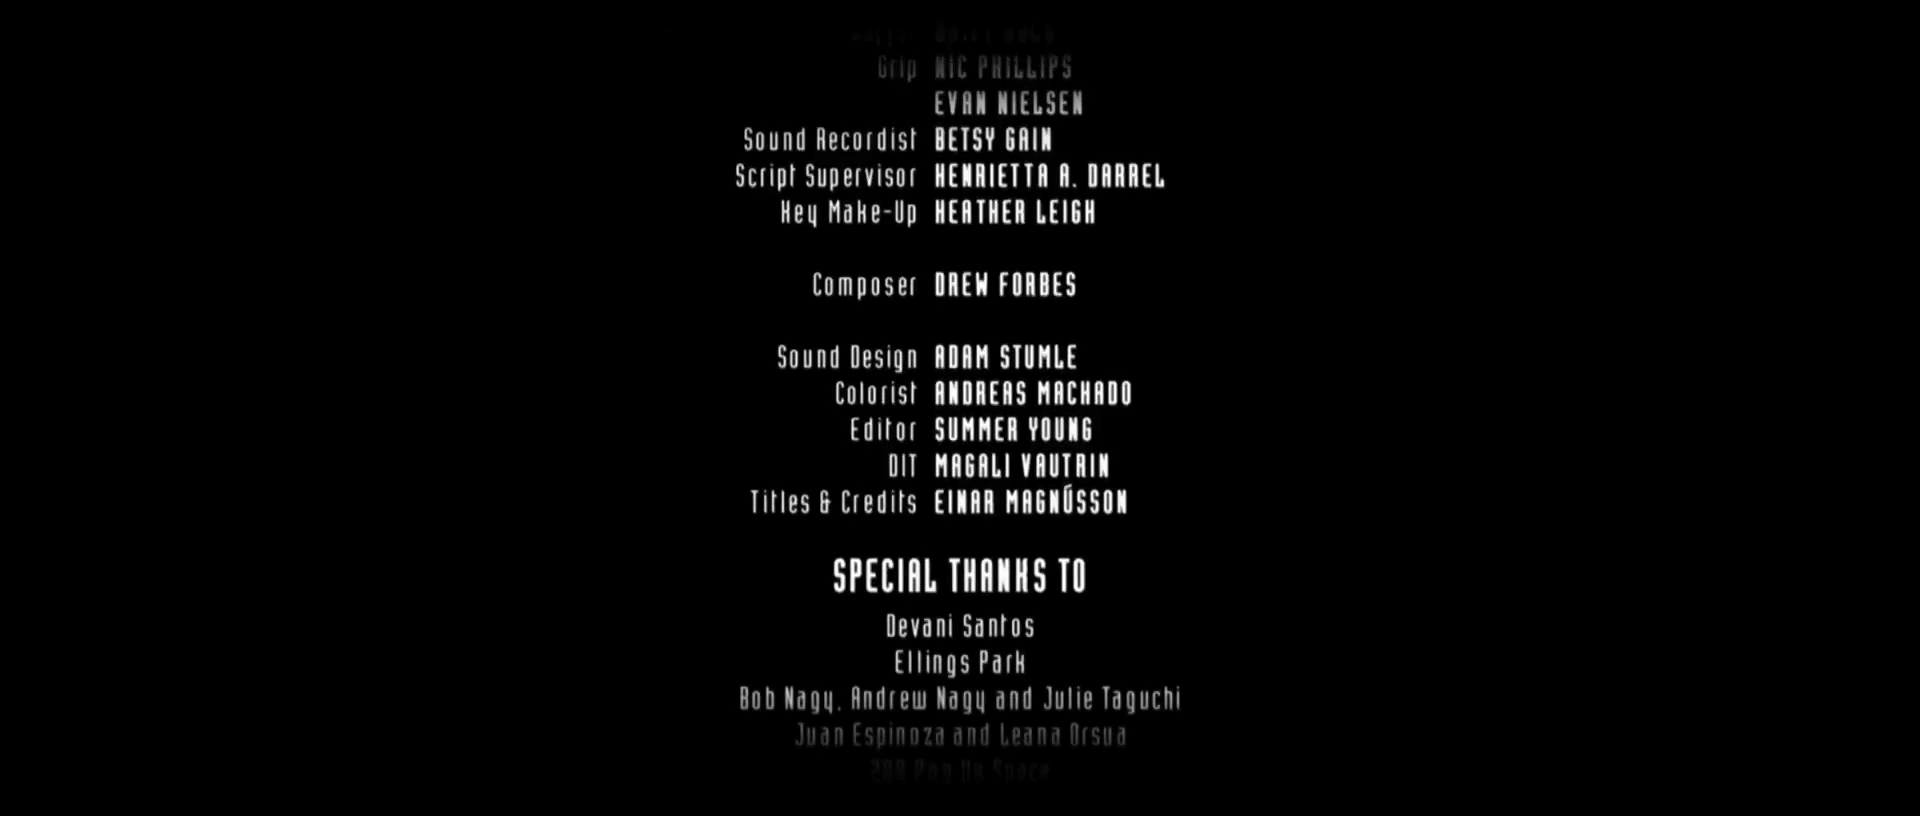 Grip NIC PHILLIPS
EVAN NIELSEN
Sound Recordist BETSY GAIN
Script Supervisor HENRIETTA A. DARREL
Key Make-Up HEATHER LEIGH
Composer DREW FORBES
Sound Design ADAM STUMLE
Colorist ANDREAS MACHADO
Editor SUMMER YOUNG
DIT MAGALI VAUTRIN
Titles & Credits EINAR MAGNÚSSON
SPECIAL THANKS TO
Devani Santos
Ellings Park
Bob Nagy, Andrew Nagy and Julie Taguchi
Juan Espinoza and Leana Orsua
Pop Up Space